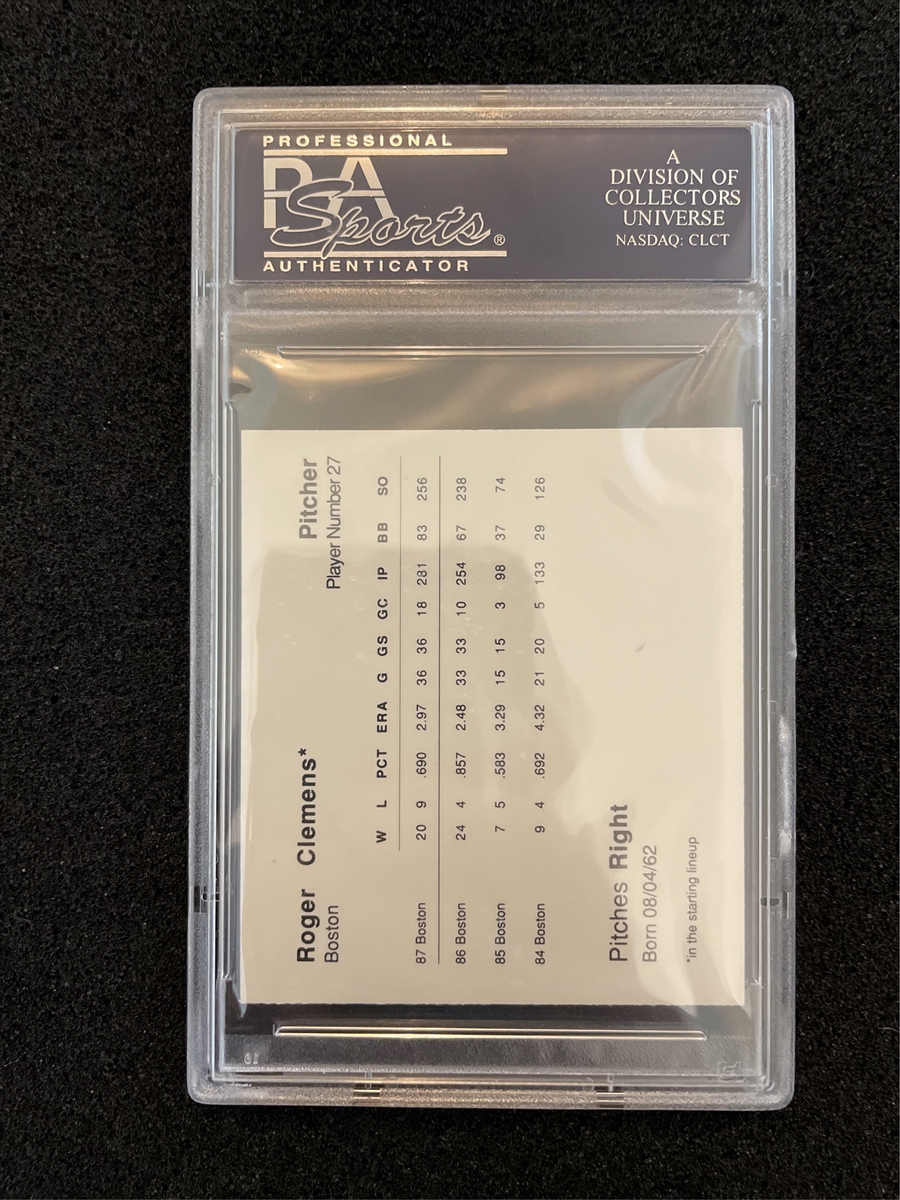 PROFESSIONAL
PSA
Sports®
AUTHENTICATOR
A
DIVISION OF
COLLECTORS
UNIVERSE
NASDAQ: CLCT
Roger Clemens* Pitcher
Boston Player Number 27
W L PCT ERA G GS GC IP BB SO
87 Boston 20 9 .690 2.97 36 36 18 281 83 256
86 Boston 24 4 .857 2.48 33 33 10 254 67 238
85 Boston 7 5 .583 3.29 15 15 3 98 37 74
84 Boston 9 4 .692 4.32 21 20 5 133 29 126
Pitches Right
Born 08/04/62
*in the starting lineup